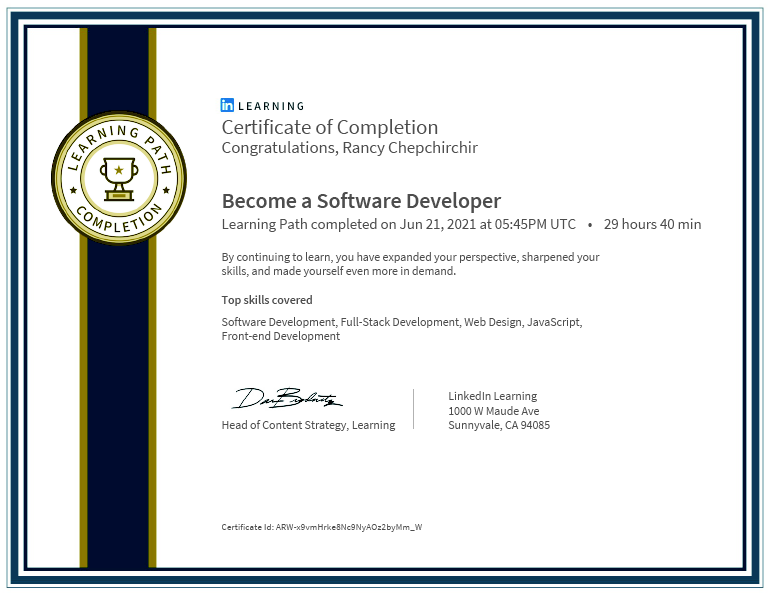 LEARNING PATH
COMPLETION
in LEARNING
Certificate of Completion
Congratulations, Rancy Chepchirchir
Become a Software Developer
Learning Path completed on Jun 21, 2021 at 05:45PM UTC • 29 hours 40 min
By continuing to learn, you have expanded your perspective, sharpened your
skills, and made yourself even more in demand.
Top skills covered
Software Development, Full-Stack Development, Web Design, JavaScript,
Front-end Development
Head of Content Strategy, Learning
LinkedIn Learning
1000 W Maude Ave
Sunnyvale, CA 94085
Certificate Id: ARW-x9vmHrke8Nc9NyAOz2byMm_W